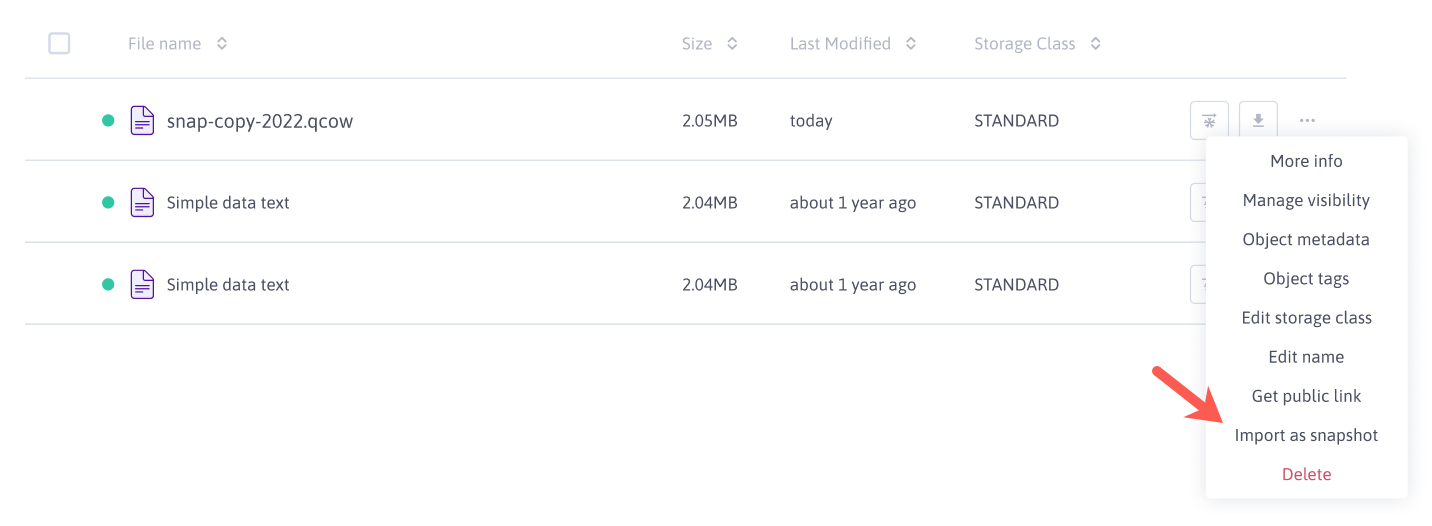 File name Size Last Modified Storage Class
snap-copy-2022.qcow 2.05MB today STANDARD
Simple data text 2.04MB about 1 year ago STANDARD
Simple data text 2.04MB about 1 year ago STANDARD
More info
Manage visibility
Object metadata
Object tags
Edit storage class
Edit name
Get public link
Import as snapshot
Delete